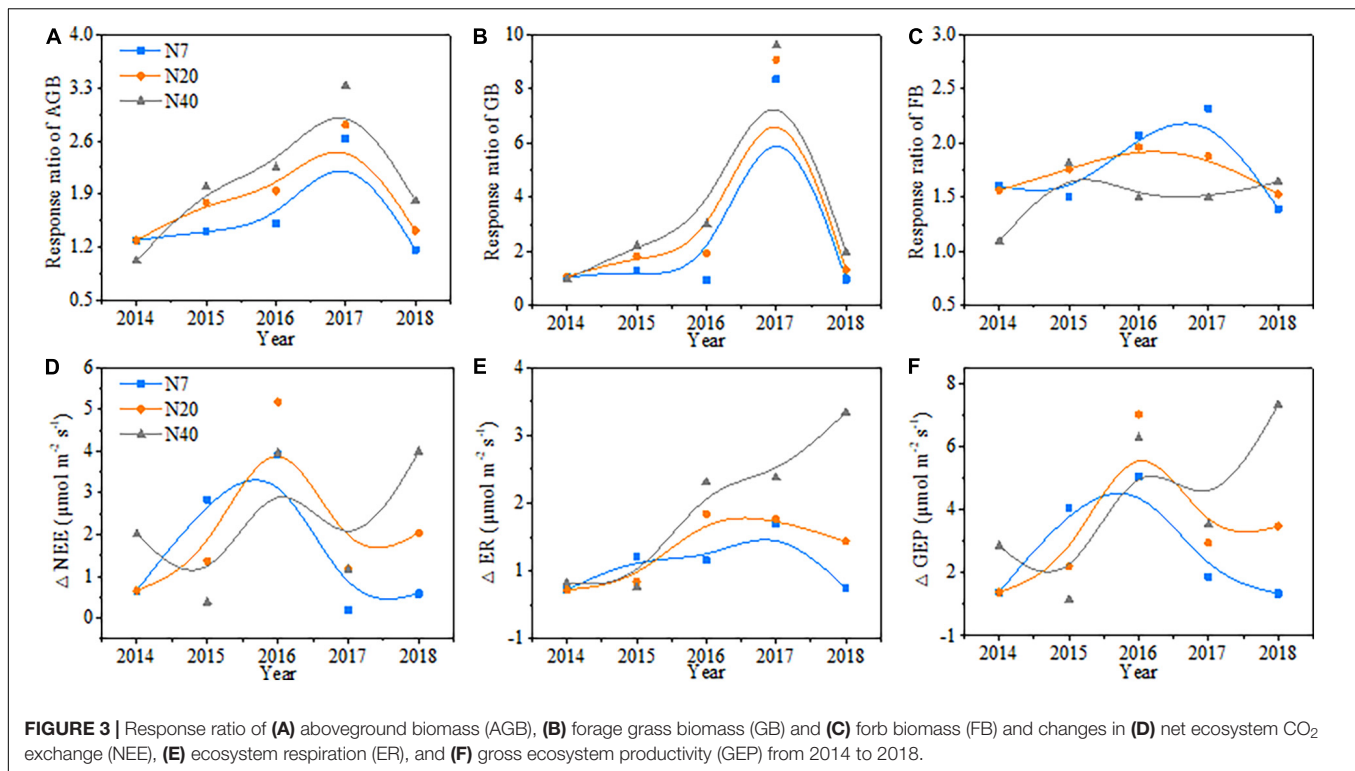 A
N7
N20
N40
Response ratio of AGB
4.0
3.3
2.6
1.9
1.2
0.5
2014 2015 2016 2017 2018
Year
B
Response ratio of GB
10
8
6
4
2
0
2014 2015 2016 2017 2018
Year
C
Response ratio of FB
3.0
2.5
2.0
1.5
1.0
0.5
2014 2015 2016 2017 2018
Year
D
N7
N20
N40
△ NEE (μmol m⁻² s⁻¹)
6
5
4
3
2
1
0
2014 2015 2016 2017 2018
Year
E
△ ER (μmol m⁻² s⁻¹)
4
3
2
1
-1
2014 2015 2016 2017 2018
Year
F
△ GEP (μmol m⁻² s⁻¹)
8
6
4
2
-1
2014 2015 2016 2017 2018
Year
FIGURE 3 | Response ratio of (A) aboveground biomass (AGB), (B) forage grass biomass (GB) and (C) forb biomass (FB) and changes in (D) net ecosystem CO₂
exchange (NEE), (E) ecosystem respiration (ER), and (F) gross ecosystem productivity (GEP) from 2014 to 2018.